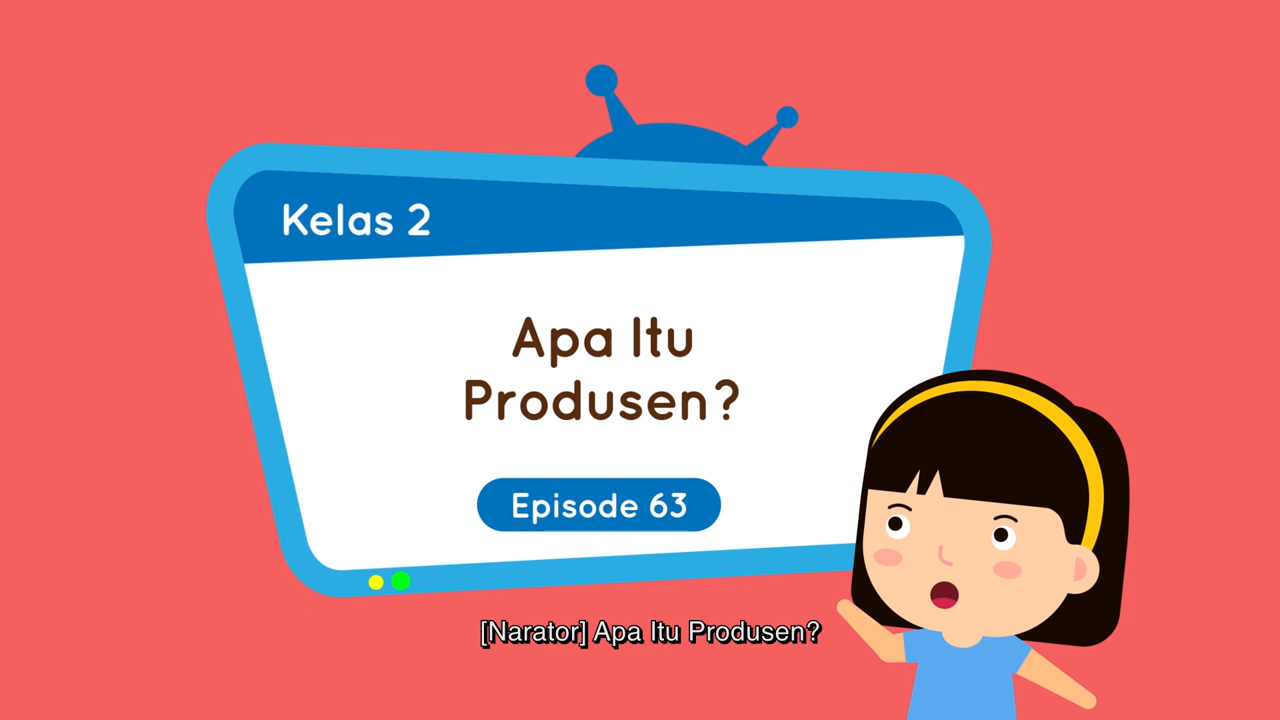 Kelas 2
Apa Itu
Produsen?
Episode 63
[Narator] Apa Itu Produsen?